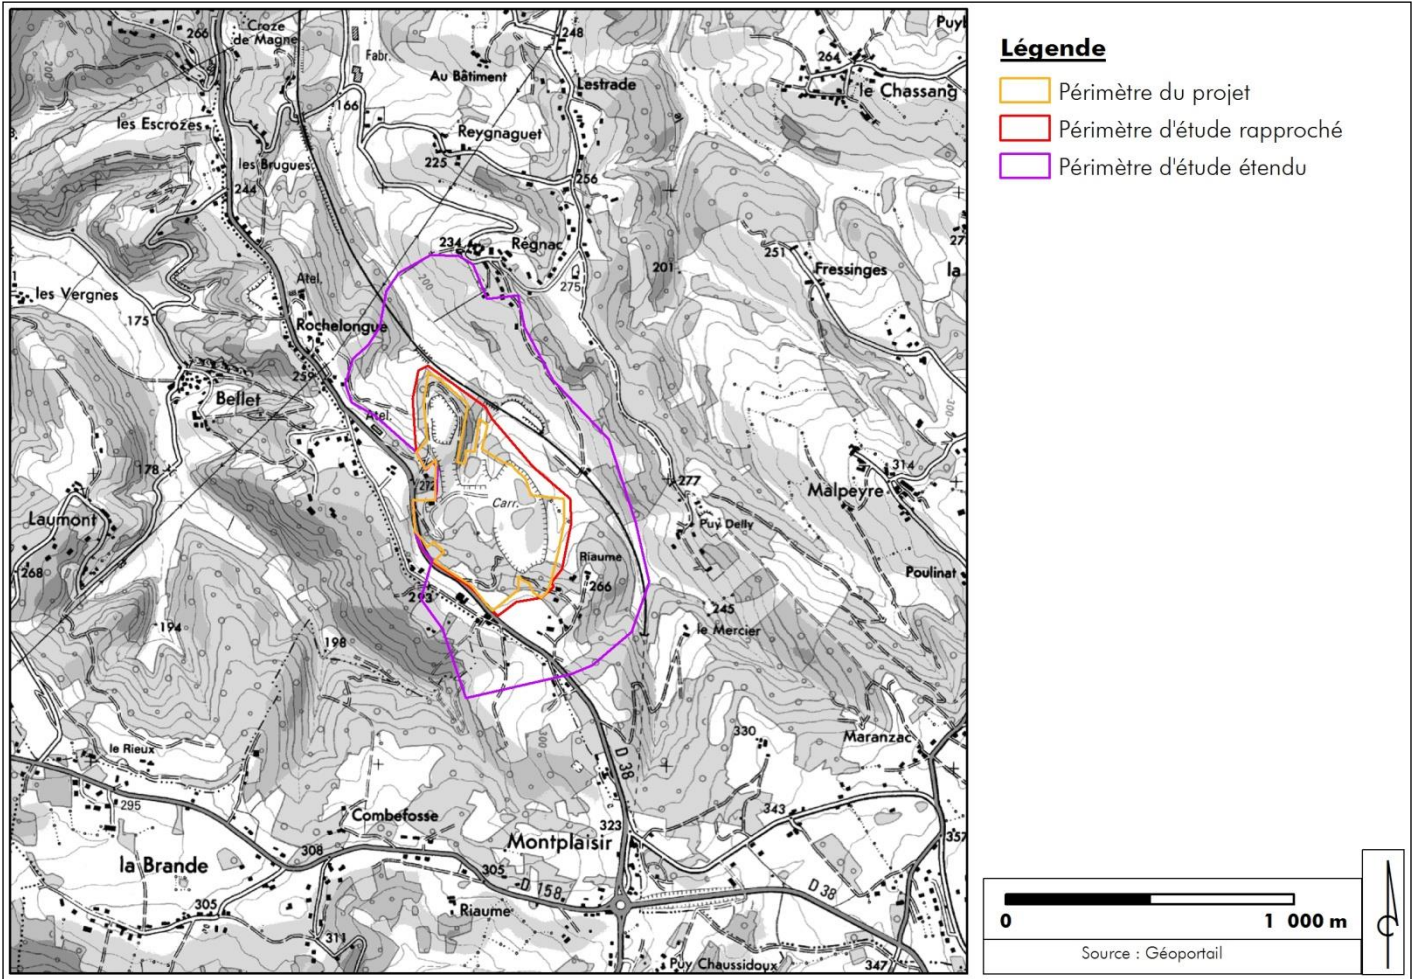 266
Croze
de Magne
Fabr.
248
Puy
264
Au Bâtiment
Lestrade
le Chassang
166
les Escrozes
Reygnaguet
225
les Brugues
256
244
234
Régnac
251
201
Fressinges
la
Atel.
200
275
les Vergnes
175
Rochelongue
259
300
Bellet
Atel.
178
314
272
277
Malpeyre
Carr.
Laumont
Puy Delly
Riaume
268
266
Poulinat
293
245
194
198
le Mercier
330
Maranzac
le Rieux
300
D 38
295
343
Combefosse
323
357
308
Montplaisir
la Brande
305
D 158
D 38
305
Riaume
311
Puy Chaussidoux
347
Légende
Périmètre du projet
Périmètre d'étude rapproché
Périmètre d'étude étendu
0
1 000 m
Source : Géoportail